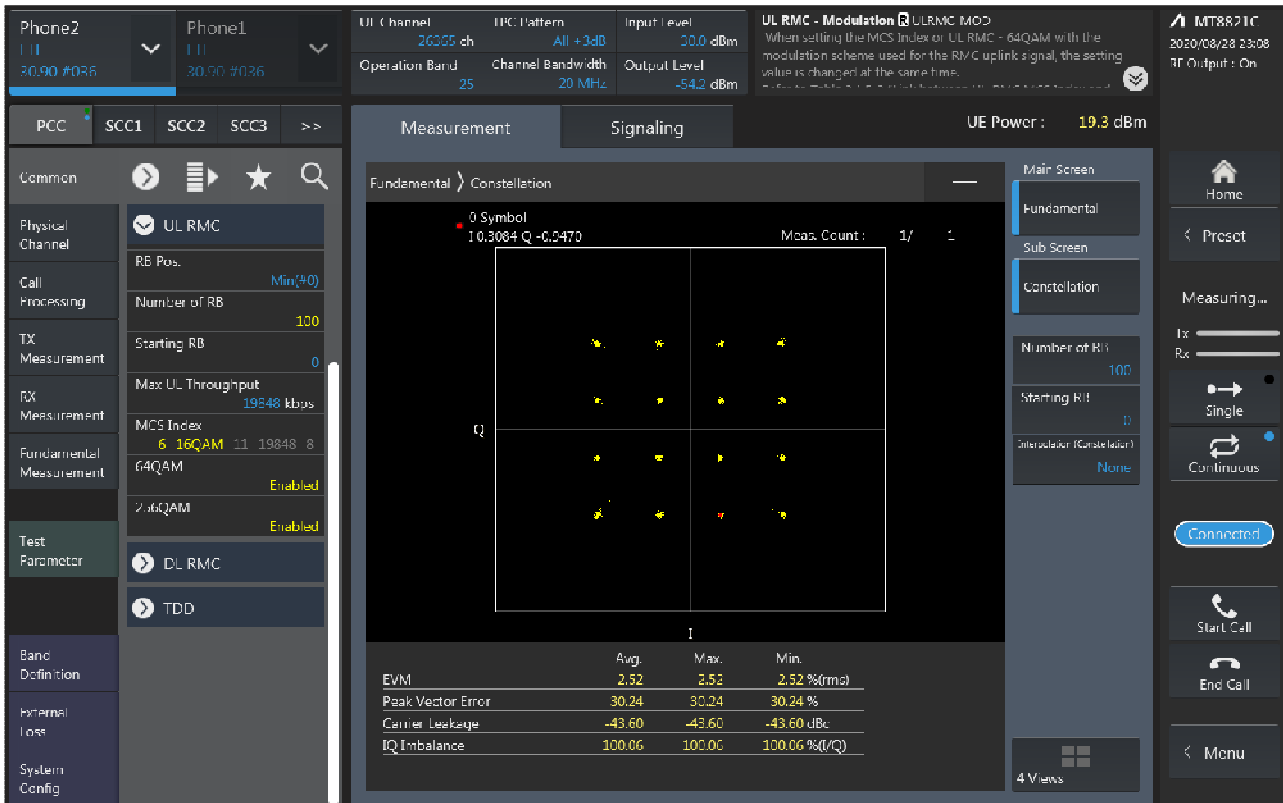 Phone2
30.90 #036
Phone1
30.90 #036
UL Channel
26365 ch
TPC Pattern
All +3dB
Input Level
30.0 dBm
Operation Band
25
Channel Bandwidth
20 MHz
Output Level
-54.2 dBm
UL RMC - Modulation R ULRMC_MOD
When setting the MCS Index or UL RMC - 64QAM with the
modulation scheme used for the RMC uplink signal, the setting
value is changed at the same time.
MT8821C
2020/08/28 23:08
RF Output : On
PCC
SCC1
SCC2
SCC3
>>
Measurement
Signaling
UE Power : 19.3 dBm
Common
Physical
Channel
Call
Processing
TX
Measurement
RX
Measurement
Fundamental
Measurement
Test
Parameter
Band
Definition
External
Loss
System
Config
UL RMC
RB Pos.
Min(#0)
Number of RB
100
Starting RB
0
Max UL Throughput
19848 kbps
MCS Index
6 16QAM 11 19848 8
64QAM
Enabled
256QAM
Enabled
DL RMC
TDD
Fundamental 〉 Constellation
0 Symbol
I 0.3084 Q -0.9470
Meas. Count : 1/ 1
Q
I
Avg. Max. Min.
EVM 2.52 2.52 2.52 %(rms)
Peak Vector Error 30.24 30.24 30.24 %
Carrier Leakage -43.60 -43.60 -43.60 dBc
IQ Imbalance 100.06 100.06 100.06 %(I/Q)
Main Screen
Fundamental
Sub Screen
Constellation
Number of RB
100
Starting RB
0
Interpolation (Constellation)
None
4 Views
Home
Preset
Measuring...
Tx
Rx
Single
Continuous
Connected
Start Call
End Call
Menu